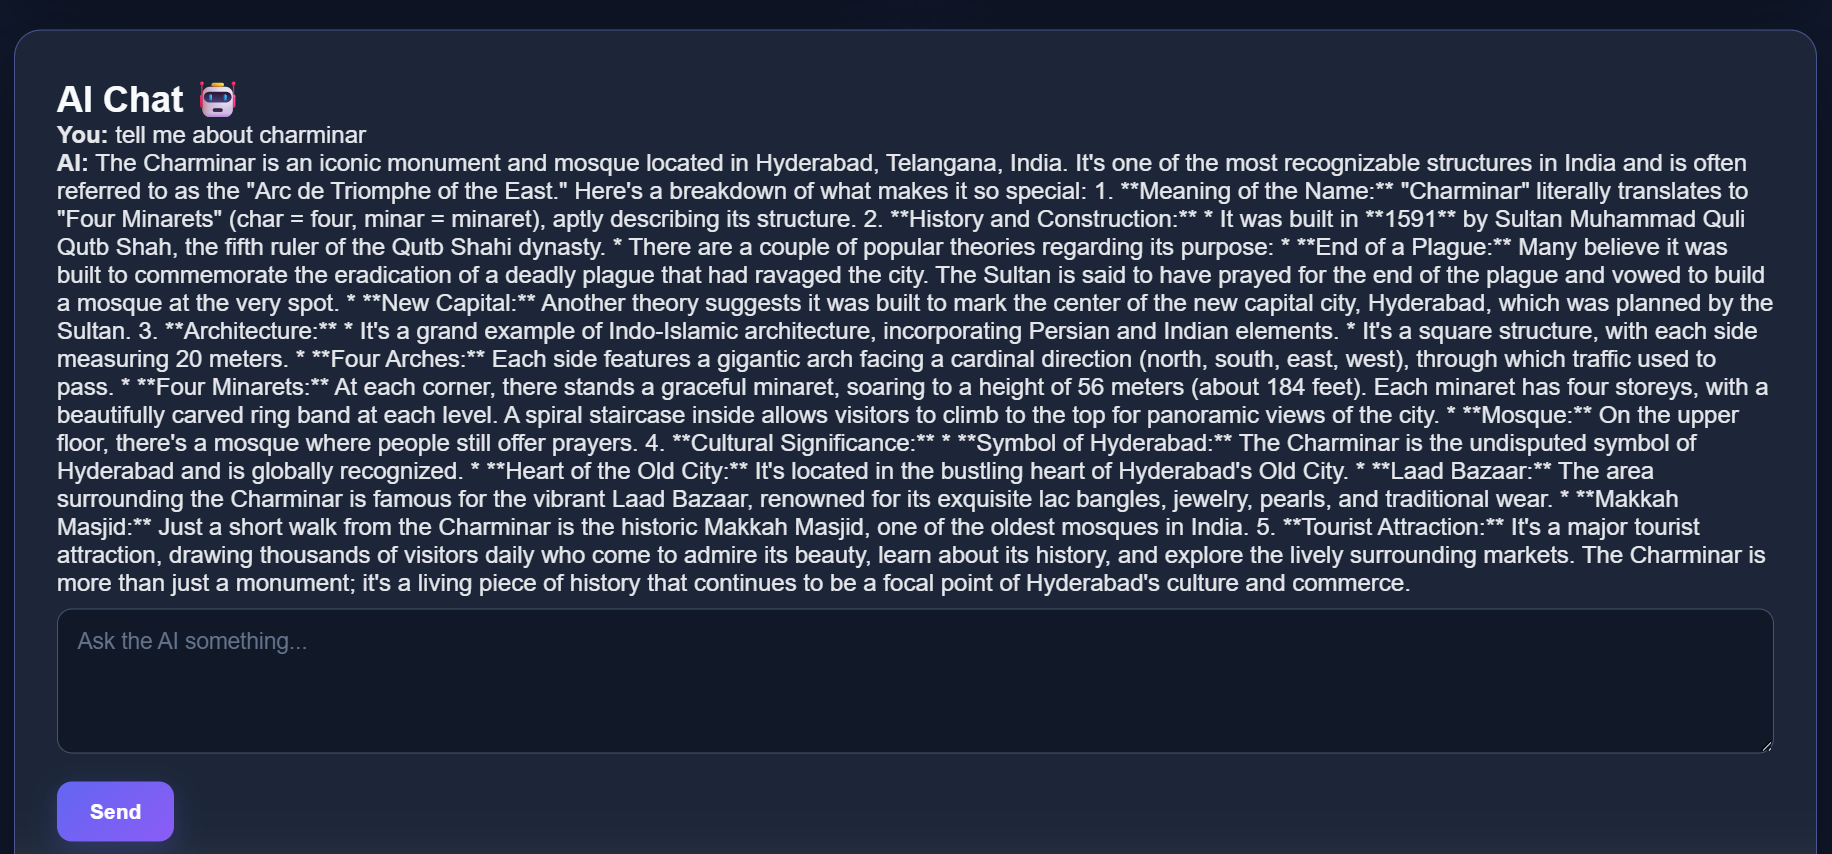 AI Chat 🤖
You: tell me about charminar
AI: The Charminar is an iconic monument and mosque located in Hyderabad, Telangana, India. It's one of the most recognizable structures in India and is often
referred to as the "Arc de Triomphe of the East." Here's a breakdown of what makes it so special: 1. **Meaning of the Name:** "Charminar" literally translates to
"Four Minarets" (char = four, minar = minaret), aptly describing its structure. 2. **History and Construction:** * It was built in **1591** by Sultan Muhammad Quli
Qutb Shah, the fifth ruler of the Qutb Shahi dynasty. * There are a couple of popular theories regarding its purpose: * **End of a Plague:** Many believe it was
built to commemorate the eradication of a deadly plague that had ravaged the city. The Sultan is said to have prayed for the end of the plague and vowed to build
a mosque at the very spot. * **New Capital:** Another theory suggests it was built to mark the center of the new capital city, Hyderabad, which was planned by the
Sultan. 3. **Architecture:** * It's a grand example of Indo-Islamic architecture, incorporating Persian and Indian elements. * It's a square structure, with each side
measuring 20 meters. * **Four Arches:** Each side features a gigantic arch facing a cardinal direction (north, south, east, west), through which traffic used to
pass. * **Four Minarets:** At each corner, there stands a graceful minaret, soaring to a height of 56 meters (about 184 feet). Each minaret has four storeys, with a
beautifully carved ring band at each level. A spiral staircase inside allows visitors to climb to the top for panoramic views of the city. * **Mosque:** On the upper
floor, there's a mosque where people still offer prayers. 4. **Cultural Significance:** * **Symbol of Hyderabad:** The Charminar is the undisputed symbol of
Hyderabad and is globally recognized. * **Heart of the Old City:** It's located in the bustling heart of Hyderabad's Old City. * **Laad Bazaar:** The area
surrounding the Charminar is famous for the vibrant Laad Bazaar, renowned for its exquisite lac bangles, jewelry, pearls, and traditional wear. * **Makkah
Masjid:** Just a short walk from the Charminar is the historic Makkah Masjid, one of the oldest mosques in India. 5. **Tourist Attraction:** It's a major tourist
attraction, drawing thousands of visitors daily who come to admire its beauty, learn about its history, and explore the lively surrounding markets. The Charminar is
more than just a monument; it's a living piece of history that continues to be a focal point of Hyderabad's culture and commerce.
Ask the AI something...
Send